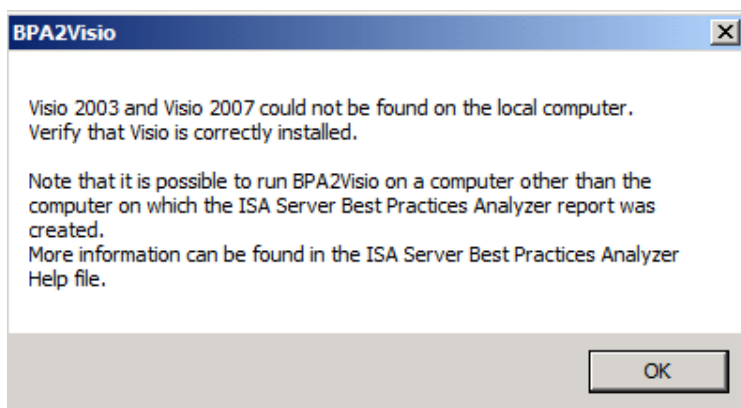 BPA2Visio
Visio 2003 and Visio 2007 could not be found on the local computer.
Verify that Visio is correctly installed.
Note that it is possible to run BPA2Visio on a computer other than the
computer on which the ISA Server Best Practices Analyzer report was
created.
More information can be found in the ISA Server Best Practices Analyzer
Help file.
OK